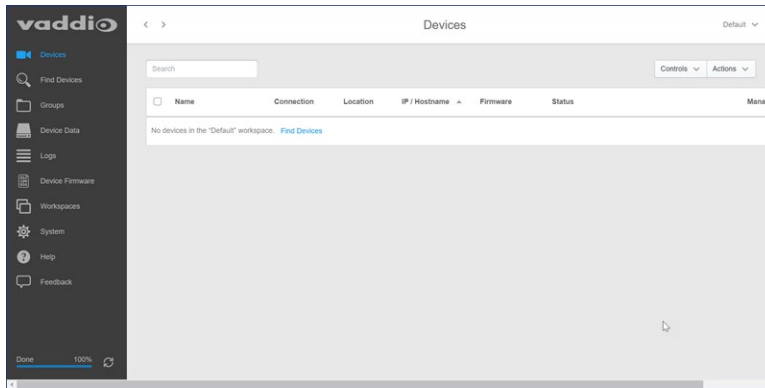 vaddio
Devices
Default
Devices
Find Devices
Groups
Device Data
Logs
Device Firmware
Workspaces
System
Help
Feedback
Done 100%
Search
Controls Actions
Name Connection Location IP / Hostname Firmware Status Mana
No devices in the "Default" workspace. Find Devices